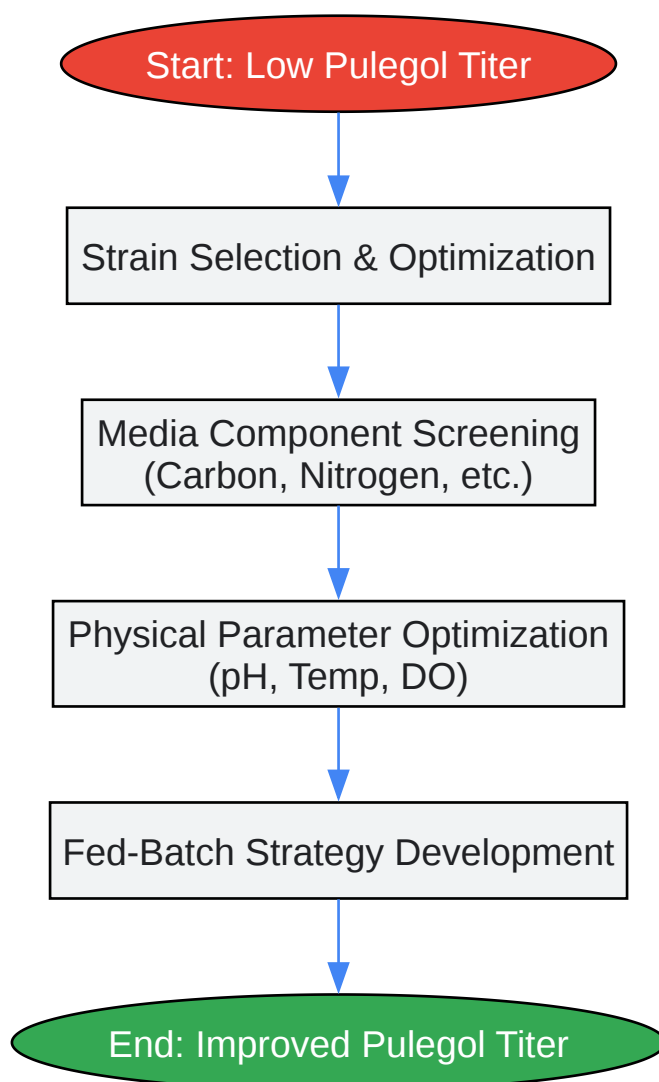 Start: Low Pulegol Titer
Strain Selection & Optimization
Media Component Screening
(Carbon, Nitrogen, etc.)
Physical Parameter Optimization
(pH, Temp, DO)
Fed-Batch Strategy Development
End: Improved Pulegol Titer